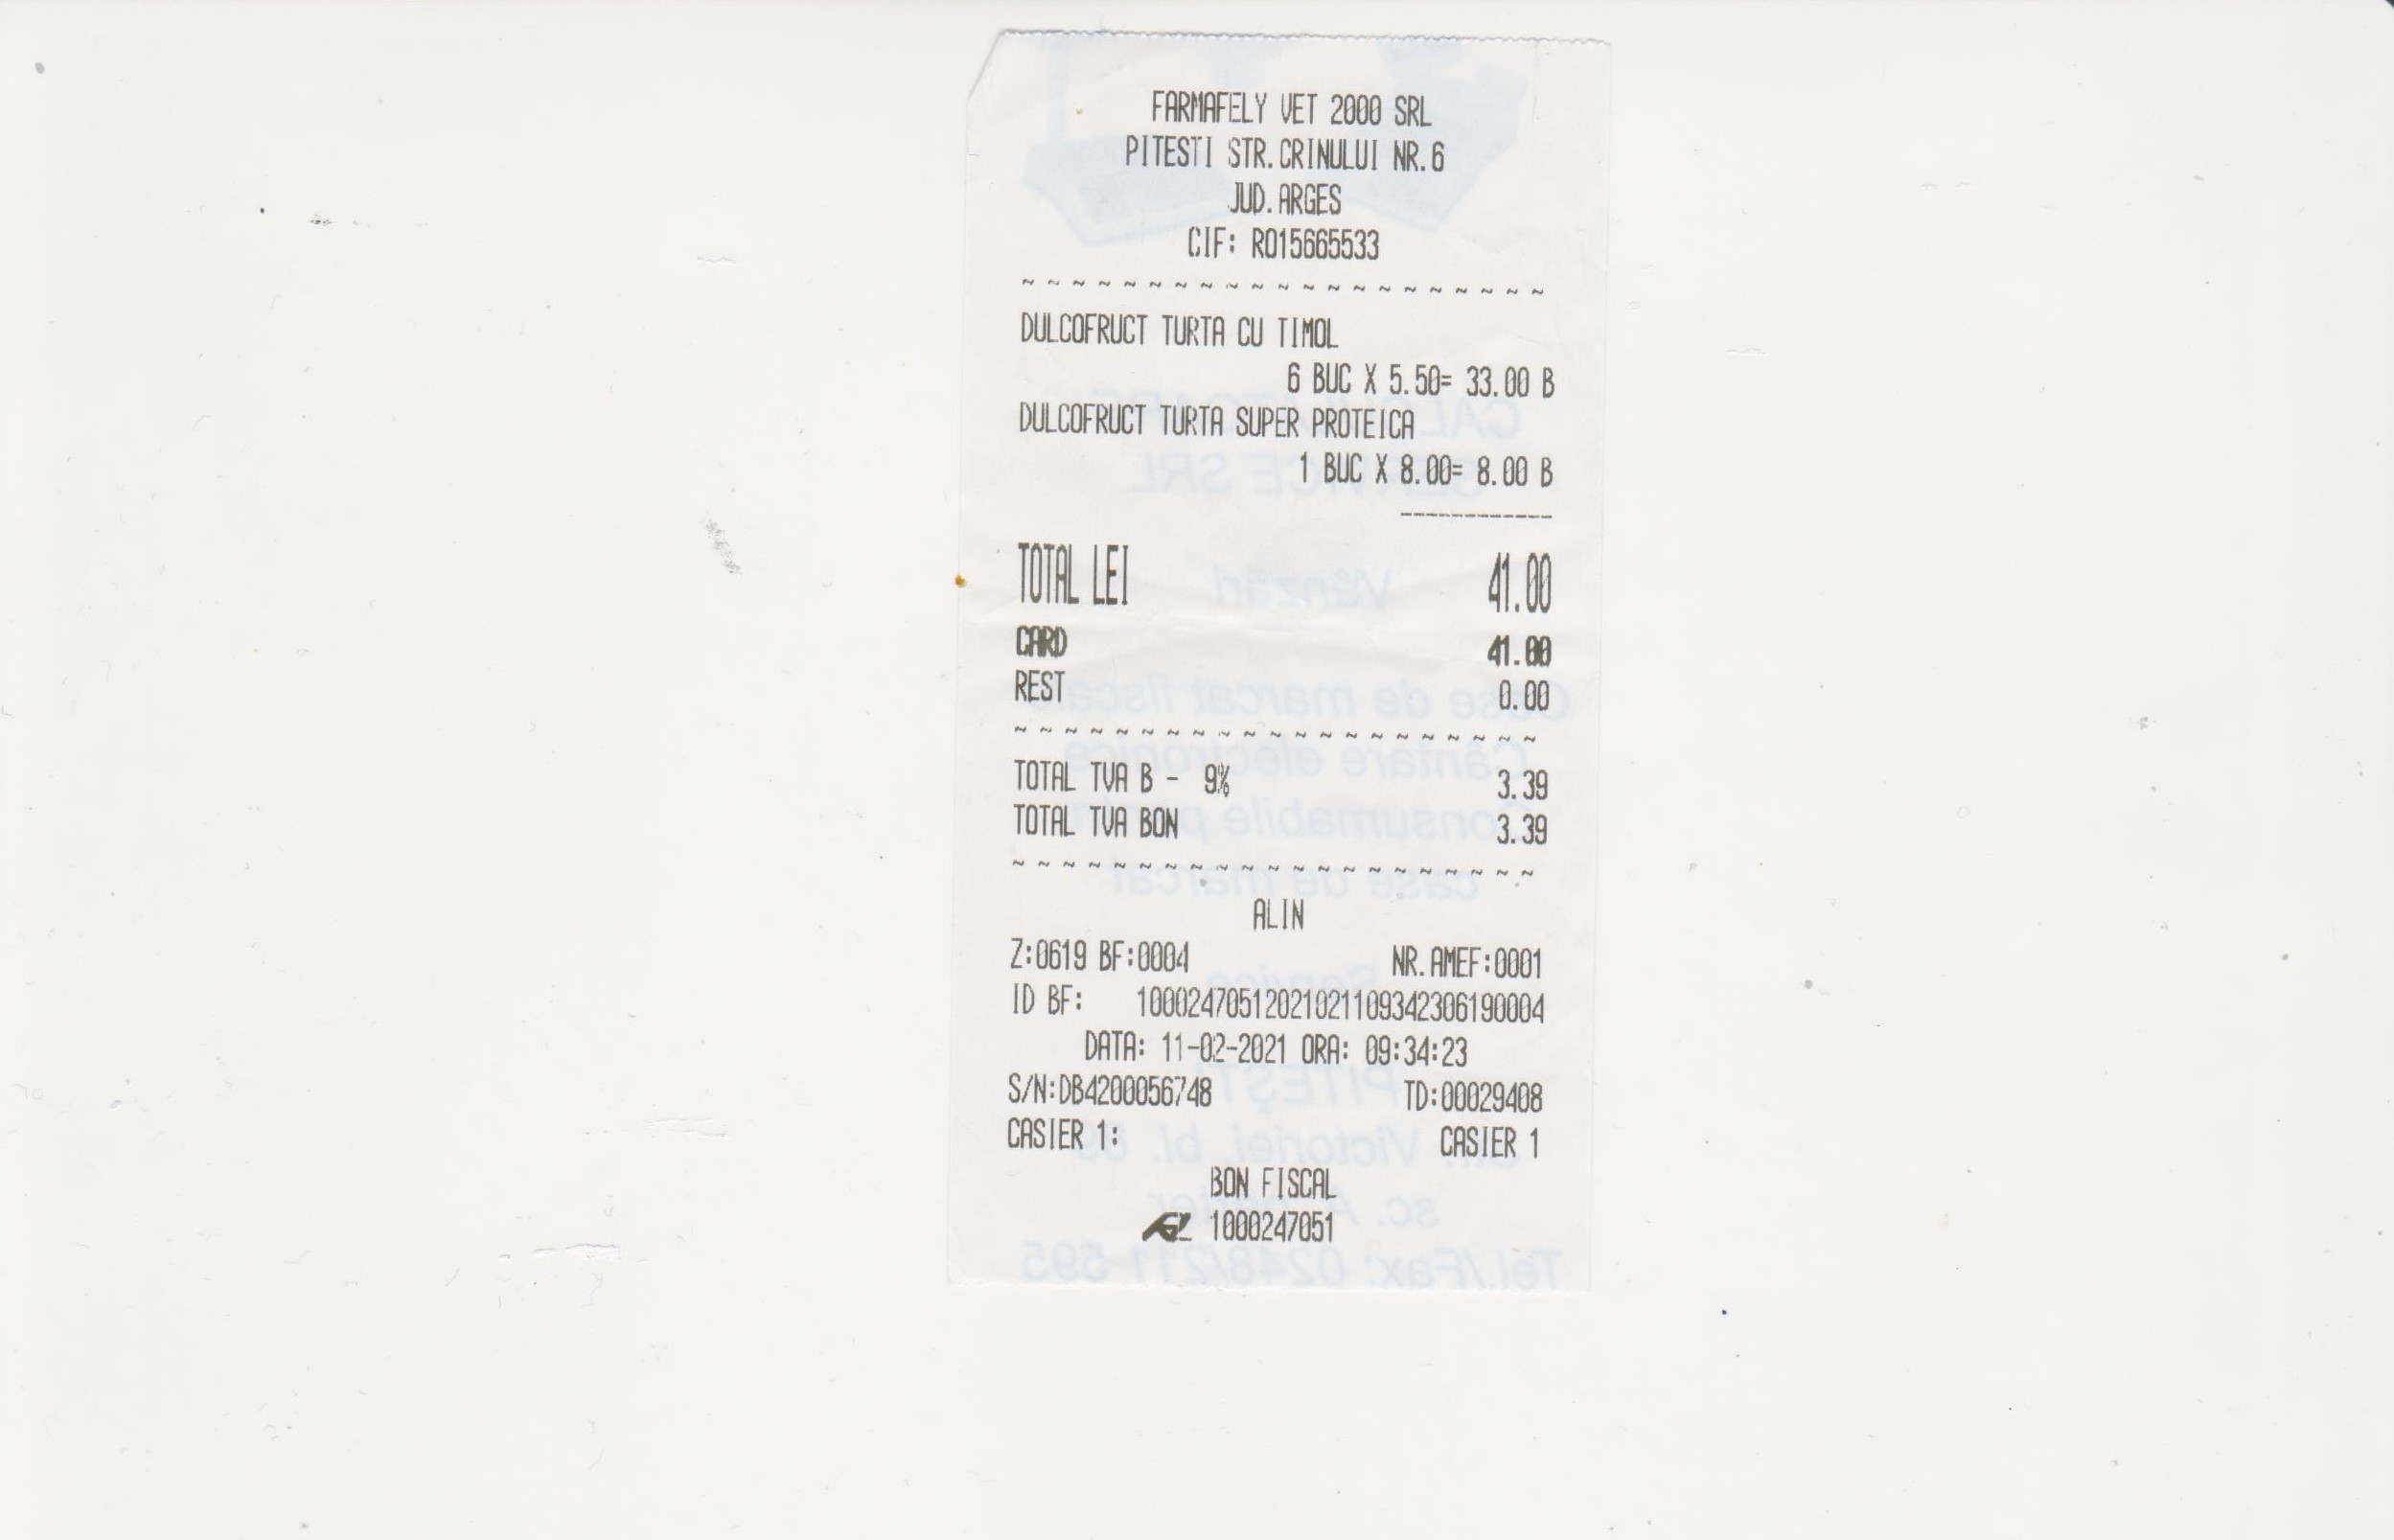 FARMAFELY VET 2000 SRL
PITESTI STR.CRINULUI NR.6
JUD.ARGES
CIF: RO15665533
~ ~ ~ ~ ~ ~ ~ ~ ~ ~ ~ ~ ~ ~ ~ ~ ~ ~ ~ ~ ~
DULCOFRUCT TURTA CU TIMOL
6 BUC X 5.50= 33.00 B
DULCOFRUCT TURTA SUPER PROTEICA
1 BUC X 8.00= 8.00 B
------------
TOTAL LEI 41.00
CARD 41.00
REST 0.00
~ ~ ~ ~ ~ ~ ~ ~ ~ ~ ~ ~ ~ ~ ~ ~ ~ ~ ~ ~ ~
TOTAL TVA B - 9% 3.39
TOTAL TVA BON 3.39
~ ~ ~ ~ ~ ~ ~ ~ ~ ~ ~ ~ ~ ~ ~ ~ ~ ~ ~ ~ ~
ALIN
Z:0619 BF:0004 NR.AMEF:0001
ID BF: 10002470512021021109342306190004
DATA: 11-02-2021 ORA: 09:34:23
S/N:DB4200056748 TD:00029408
CASIER 1: CASIER 1
BON FISCAL
1000247051